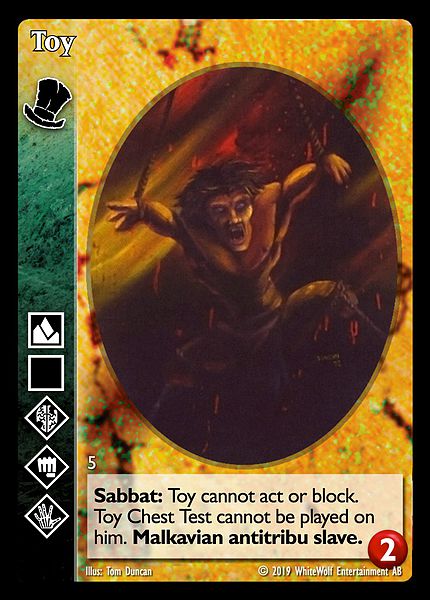 Toy
5
Sabbat: Toy cannot act or block.
Toy Chest Test cannot be played on
him. Malkavian antitribu slave.
2
Illus: Tom Duncan
© 2019 WhiteWolf Entertainment AB